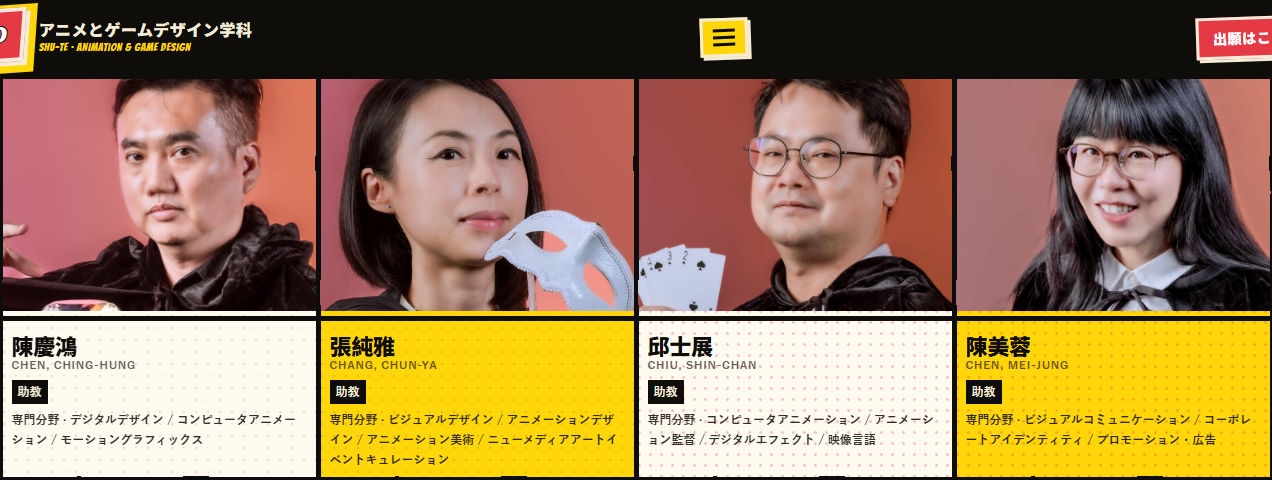 アニメとゲームデザイン学科
SHU-TE · ANIMATION & GAME DESIGN
出願はこ
1 3 2
陳慶鴻
CHEN, CHING-HUNG
助教
専門分野 · デジタルデザイン / コンピュータアニメー
ション / モーショングラフィックス
張純雅
CHANG, CHUN-YA
助教
専門分野 · ビジュアルデザイン / アニメーションデザ
イン / アニメーション美術 / ニューメディアアートイ
ベントキュレーション
邱士展
CHIU, SHIN-CHAN
助教
専門分野 · コンピュータアニメーション / アニメーシ
ョン監督 / デジタルエフェクト / 映像言語
陳美蓉
CHEN, MEI-JUNG
助教
専門分野 · ビジュアルコミュニケーション / コーポレ
ートアイデンティティ / プロモーション・広告